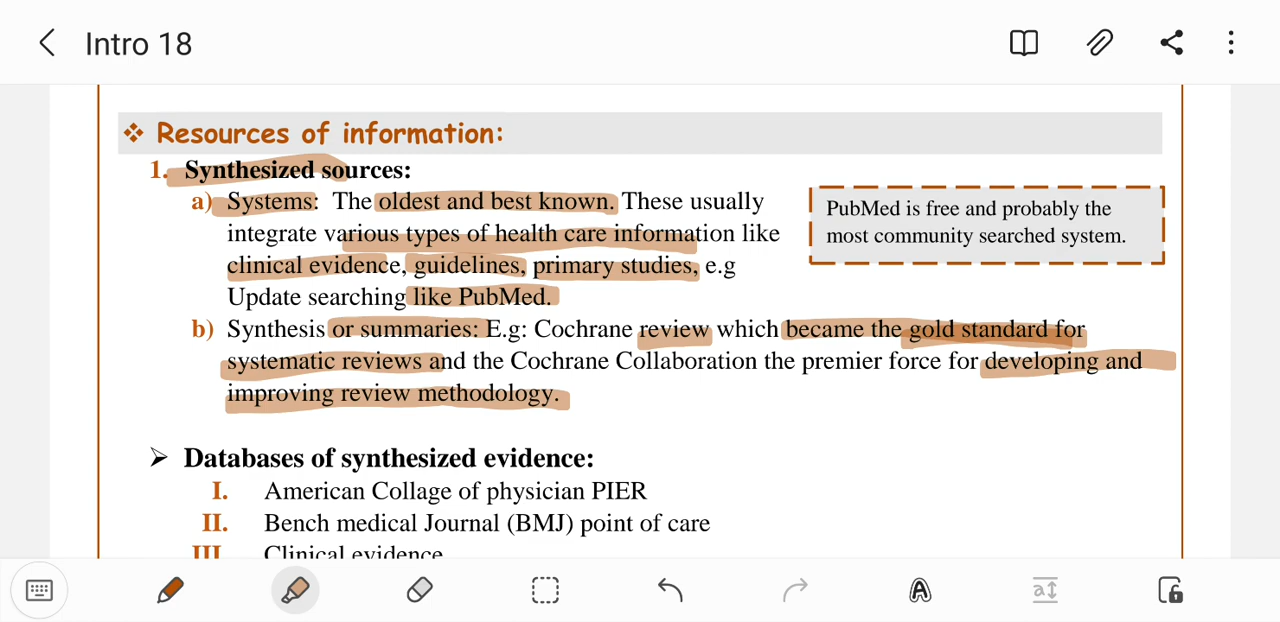 Intro 18
❖ Resources of information:
1. Synthesized sources:
a) Systems: The oldest and best known. These usually
integrate various types of health care information like
clinical evidence, guidelines, primary studies, e.g
Update searching like PubMed.
PubMed is free and probably the
most community searched system.
b) Synthesis or summaries: E.g: Cochrane review which became the gold standard for
systematic reviews and the Cochrane Collaboration the premier force for developing and
improving review methodology.
➢ Databases of synthesized evidence:
I. American Collage of physician PIER
II. Bench medical Journal (BMJ) point of care
III Clinical evidence